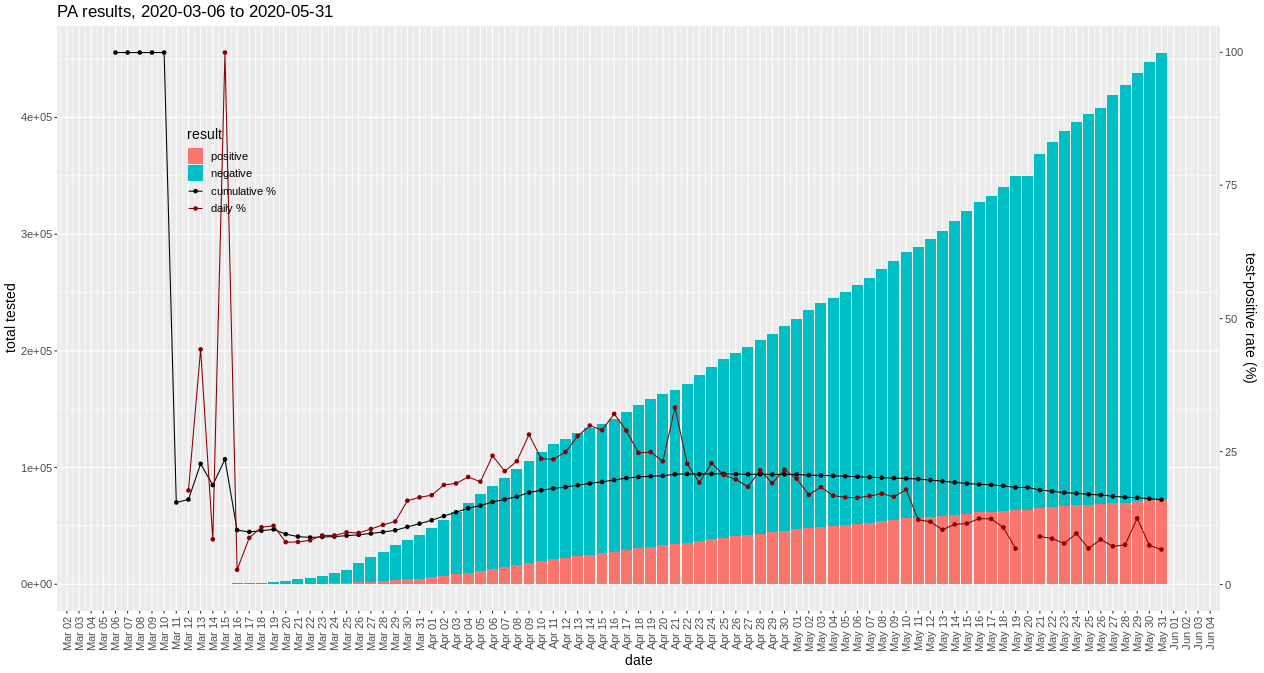 PA results, 2020-03-06 to 2020-05-31
total tested
4e+05
3e+05
2e+05
1e+05
0e+00
result
positive
negative
cumulative %
daily %
100
75
50
25
0
test-positive rate (%)
Mar 02
Mar 03
Mar 04
Mar 05
Mar 06
Mar 07
Mar 08
Mar 09
Mar 10
Mar 11
Mar 12
Mar 13
Mar 14
Mar 15
Mar 16
Mar 17
Mar 18
Mar 19
Mar 20
Mar 21
Mar 22
Mar 23
Mar 24
Mar 25
Mar 26
Mar 27
Mar 28
Mar 29
Mar 30
Mar 31
Apr 01
Apr 02
Apr 03
Apr 04
Apr 05
Apr 06
Apr 07
Apr 08
Apr 09
Apr 10
Apr 11
Apr 12
Apr 13
Apr 14
Apr 15
Apr 16
Apr 17
Apr 18
Apr 19
Apr 20
Apr 21
Apr 22
Apr 23
Apr 24
Apr 25
Apr 26
Apr 27
Apr 28
Apr 29
Apr 30
May 01
May 02
May 03
May 04
May 05
May 06
May 07
May 08
May 09
May 10
May 11
May 12
May 13
May 14
May 15
May 16
May 17
May 18
May 19
May 20
May 21
May 22
May 23
May 24
May 25
May 26
May 27
May 28
May 29
May 30
May 31
Jun 01
Jun 02
Jun 03
Jun 04
date